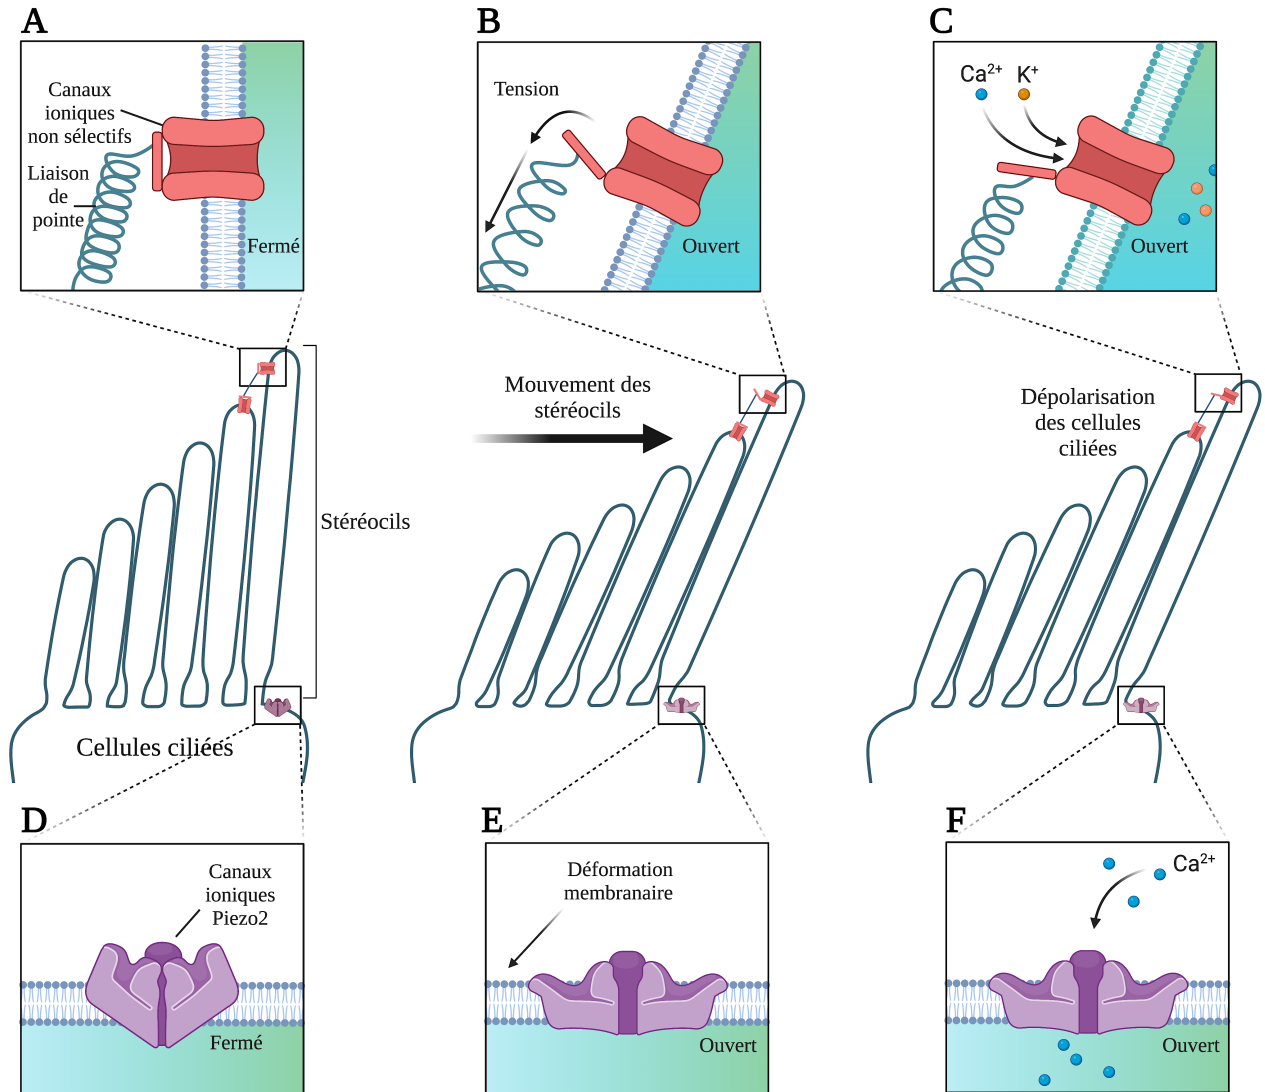 A
Canaux
ioniques
non sélectifs
Liaison
de
pointe
Fermé
B
Tension
Ouvert
C
Ca²⁺ K⁺
Ouvert
Stéréocils
Cellules ciliées
Mouvement des
stéréocils
Dépolarisation
des cellules
ciliées
D
Canaux
ioniques
Piezo2
Fermé
E
Déformation
membranaire
Ouvert
F
Ca²⁺
Ouvert